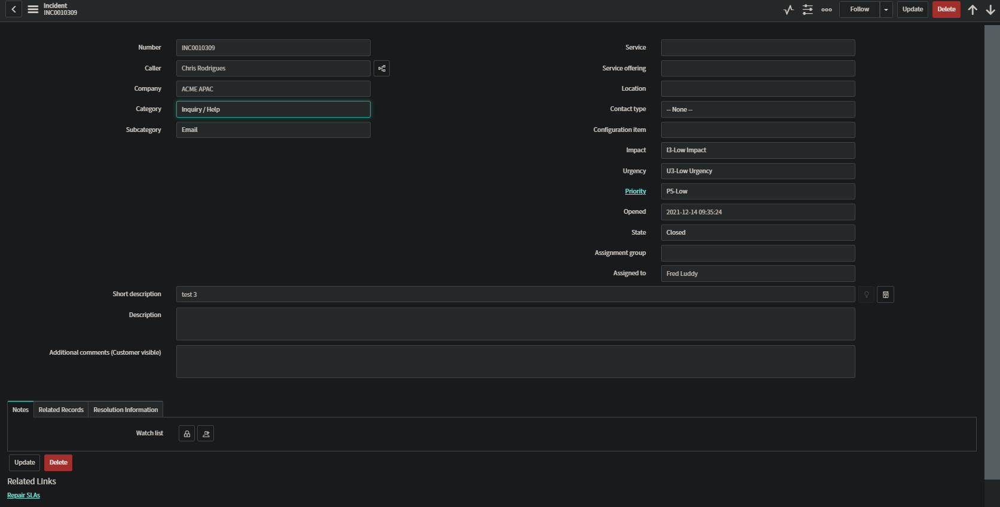 Incident
INC0010309
Follow
Update
Delete
Number INC0010309
Caller Chris Rodrigues
Company ACME APAC
Category Inquiry / Help
Subcategory Email
Service
Service offering
Location
Contact type -- None --
Configuration item
Impact I3-Low Impact
Urgency U3-Low Urgency
Priority P5-Low
Opened 2021-12-14 09:35:24
State Closed
Assignment group
Assigned to Fred Luddy
Short description test 3
Description
Additional comments (Customer visible)
Notes Related Records Resolution Information
Watch list
Update Delete
Related Links
Repair SLAs